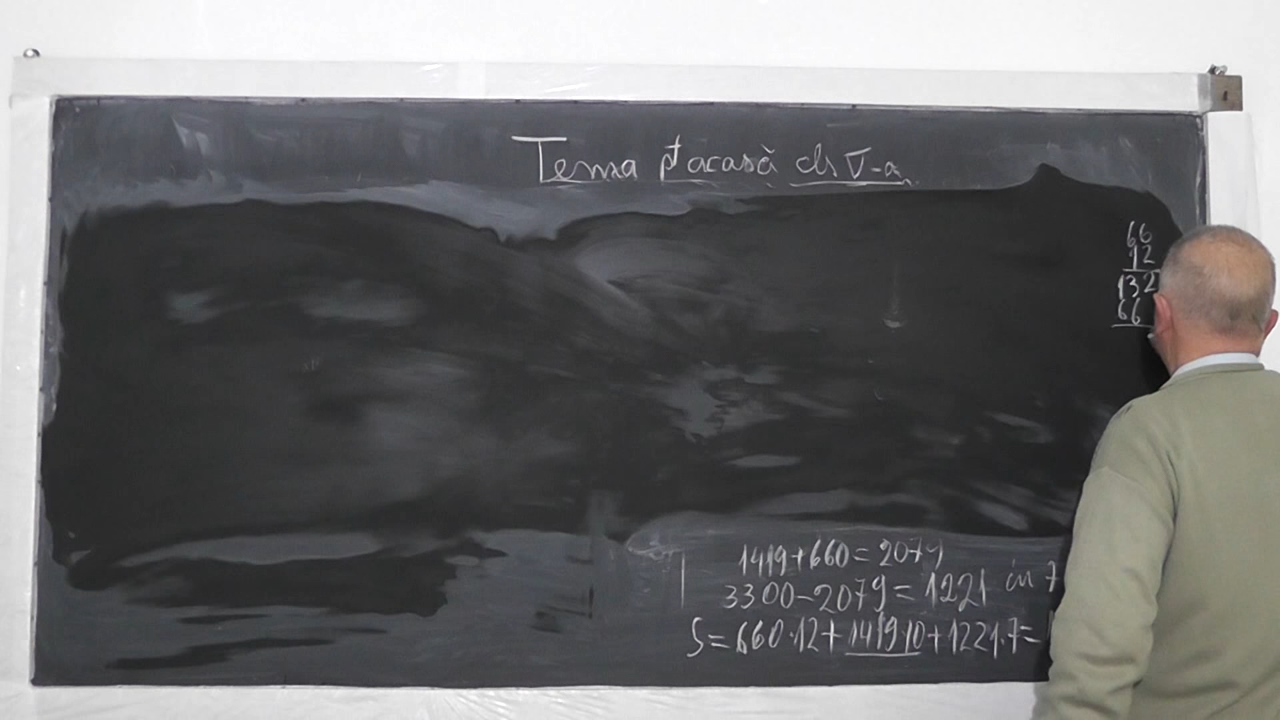 Tema pt acasă cls V-a
66
12
132
66
1419+660=2079
3300-2079=1221 în 7
S=660·12+1419·10+1221·7=